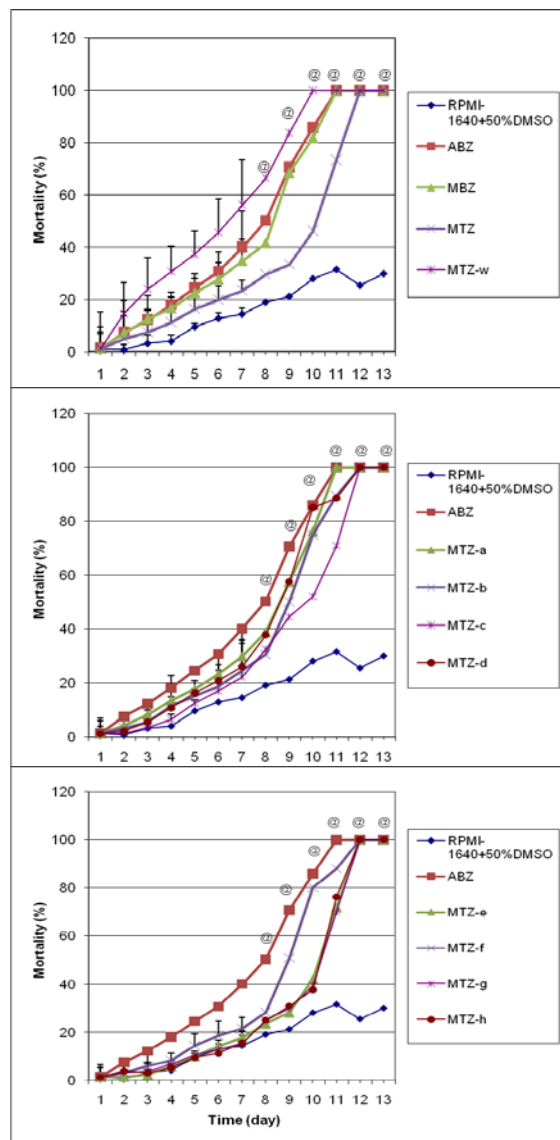 120
100
80
60
40
20
0
Mortality (%)
@ @ @ @ @ @
1 2 3 4 5 6 7 8 9 10 11 12 13
RPMI-
1640+50%DMSO
ABZ
MBZ
MTZ
MTZ-w
120
100
80
60
40
20
0
Mortality (%)
@ @ @ @ @ @
1 2 3 4 5 6 7 8 9 10 11 12 13
RPMI-
1640+50%DMSO
ABZ
MTZ-a
MTZ-b
MTZ-c
MTZ-d
120
100
80
60
40
20
0
Mortality (%)
@ @ @ @ @ @
1 2 3 4 5 6 7 8 9 10 11 12 13
Time (day)
RPMI-
1640+50%DMSO
ABZ
MTZ-e
MTZ-f
MTZ-g
MTZ-h